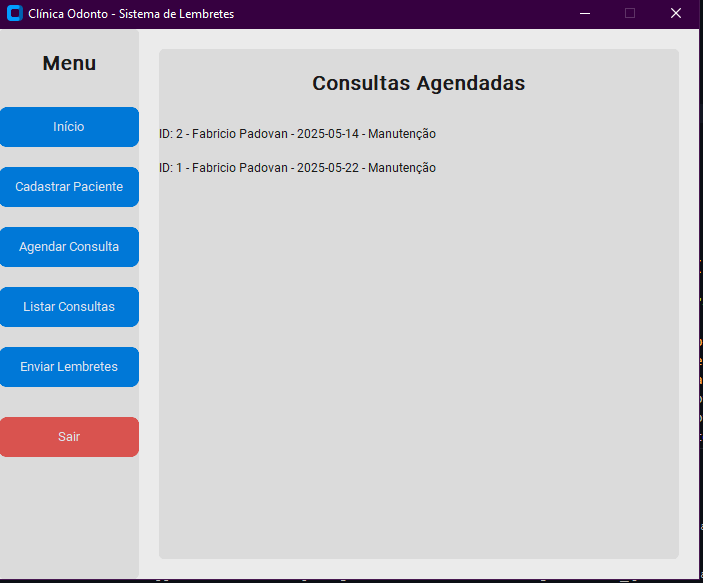 Clínica Odonto - Sistema de Lembretes
Menu
Início
Cadastrar Paciente
Agendar Consulta
Listar Consultas
Enviar Lembretes
Sair
Consultas Agendadas
ID: 2 - Fabricio Padovan - 2025-05-14 - Manutenção
ID: 1 - Fabricio Padovan - 2025-05-22 - Manutenção